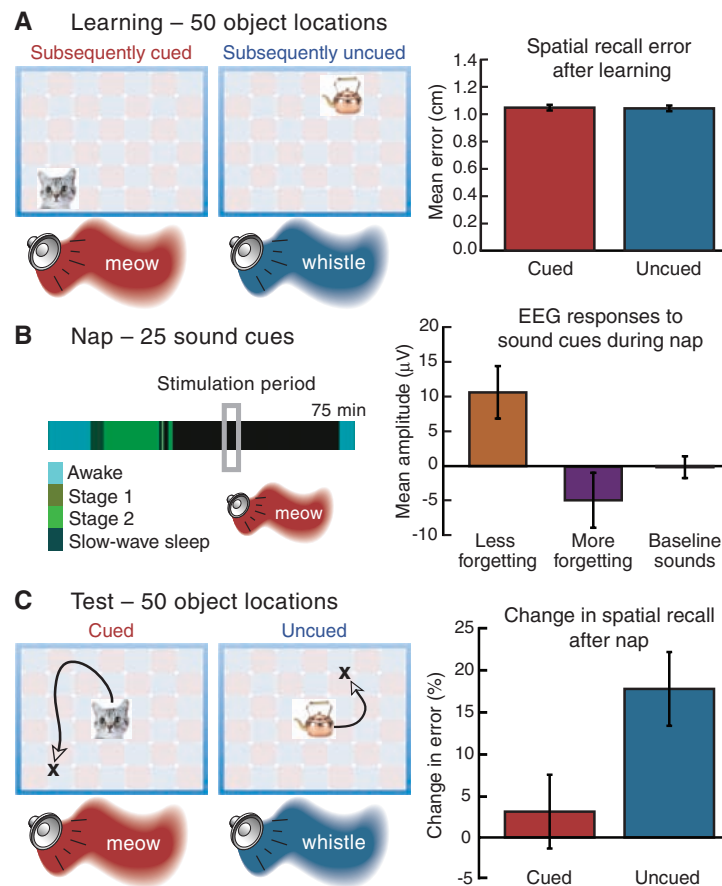 A Learning – 50 object locations
Subsequently cued
Subsequently uncued
meow
whistle
Spatial recall error
after learning
Mean error (cm)
1.4
1.2
1.0
0.8
0.6
0.4
0.2
0.0
Cued
Uncued
B Nap – 25 sound cues
Stimulation period
75 min
Awake
Stage 1
Stage 2
Slow-wave sleep
meow
EEG responses to
sound cues during nap
Mean amplitude (μV)
20
15
10
5
0
-5
-10
Less
forgetting
More
forgetting
Baseline
sounds
C Test – 50 object locations
Cued
Uncued
x
x
meow
whistle
Change in spatial recall
after nap
Change in error (%)
25
20
15
10
5
0
-5
Cued
Uncued